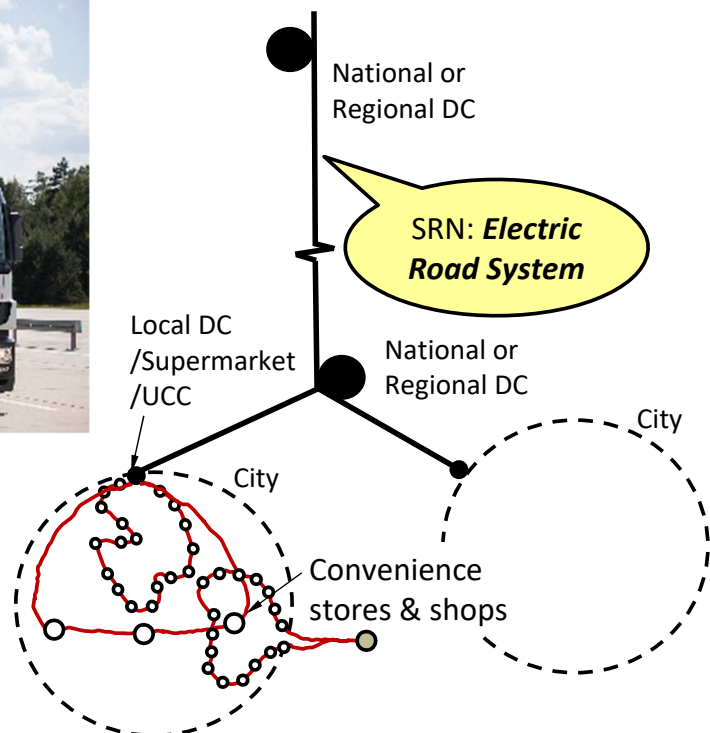 National or
Regional DC
SRN: Electric
Road System
Local DC
/Supermarket
/UCC
National or
Regional DC
City
City
Convenience
stores & shops